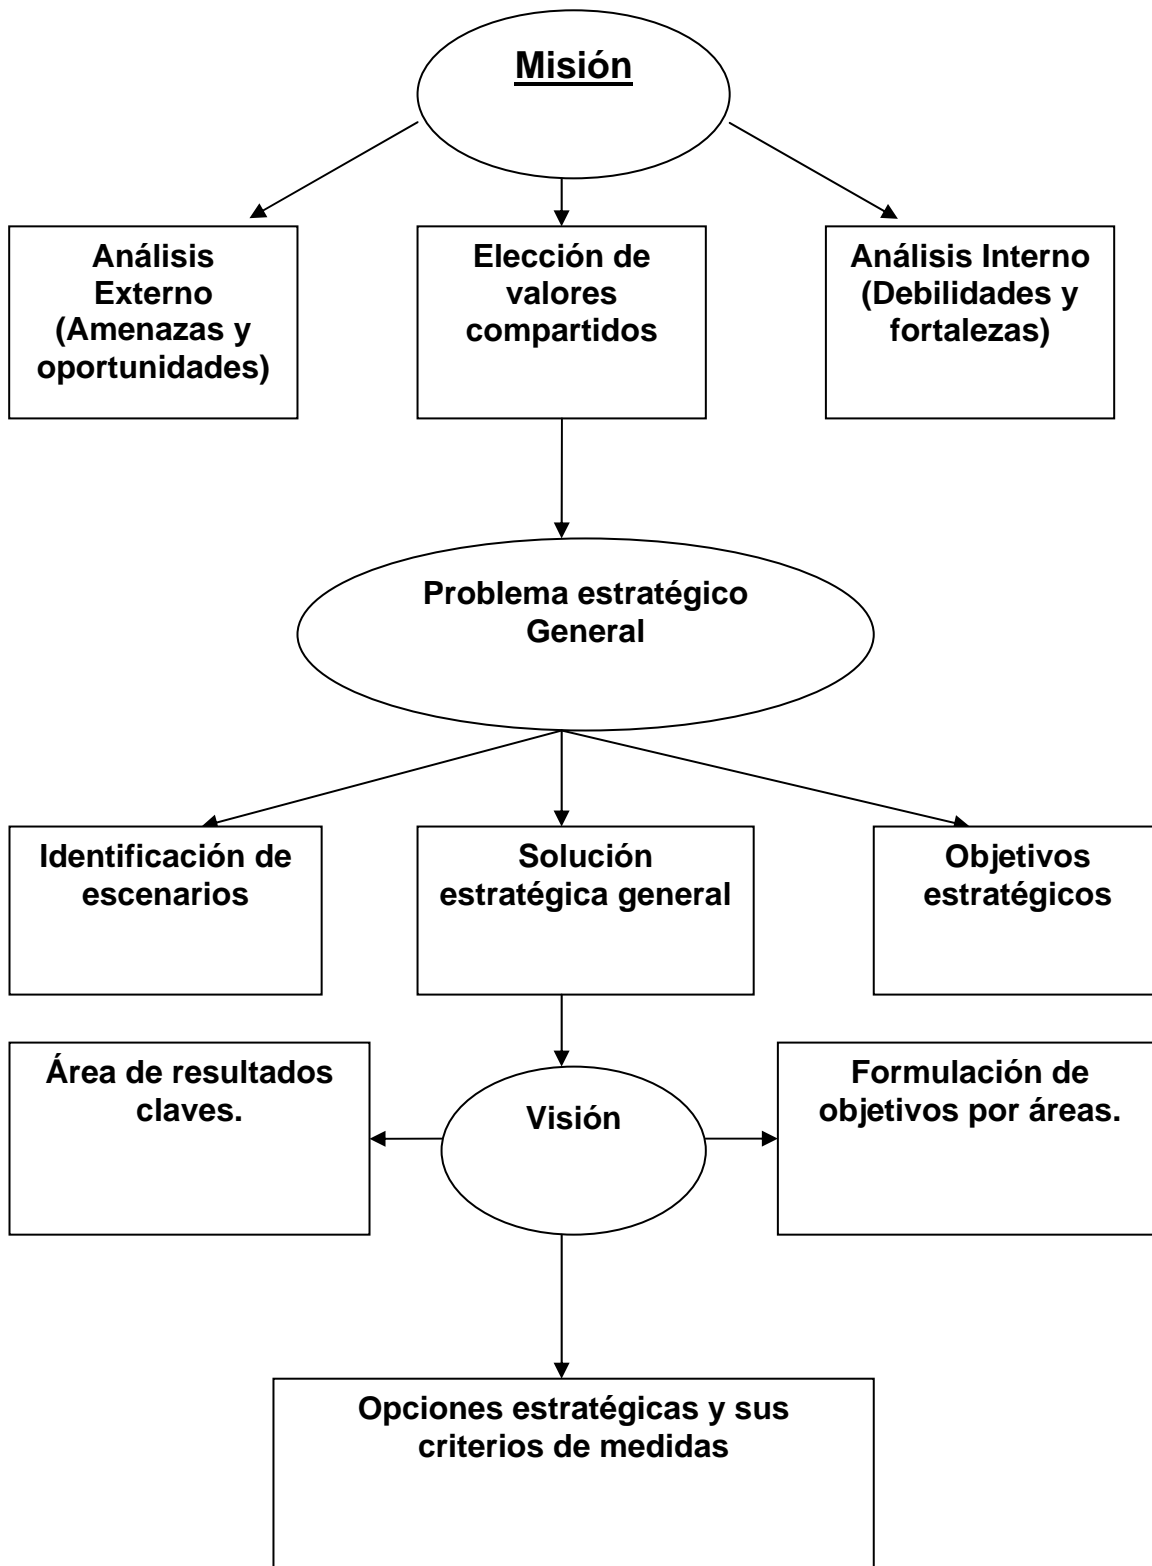 Misión
Análisis
Externo
(Amenazas y
oportunidades)
Elección de
valores
compartidos
Análisis Interno
(Debilidades y
fortalezas)
Problema estratégico
General
Identificación de
escenarios
Solución
estratégica general
Objetivos
estratégicos
Área de resultados
claves.
Visión
Formulación de
objetivos por áreas.
Opciones estratégicas y sus
criterios de medidas